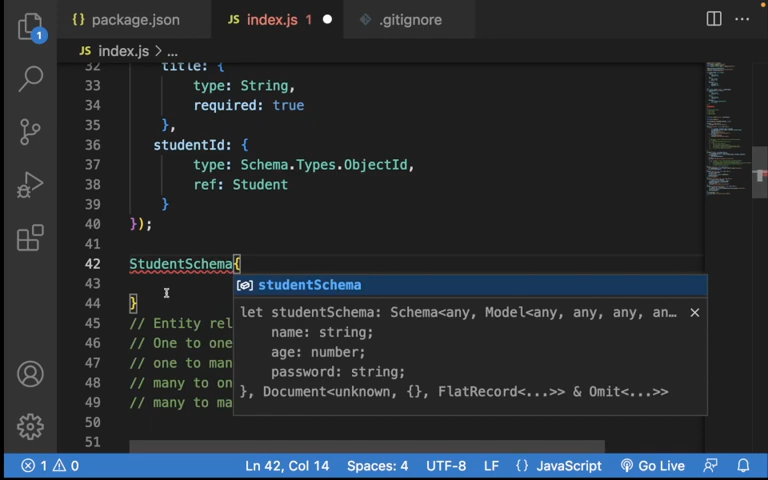 {} package.json
JS index.js 1
.gitignore
JS index.js > ...
32 title: {
33 type: String,
34 required: true
35 },
36 studentId: {
37 type: Schema.Types.ObjectId,
38 ref: Student
39 }
40 });
41
42 StudentSchema{
43
44 }
45 // Entity rel
46 // One to one
47 // one to man
48 // many to on
49 // many to ma
50
51
studentSchema
let studentSchema: Schema<any, Model<any, any, any, an…
name: string;
age: number;
password: string;
}, Document<unknown, {}, FlatRecord<...>> & Omit<...>>
1
1 0
Ln 42, Col 14
Spaces: 4
UTF-8
LF
{} JavaScript
Go Live